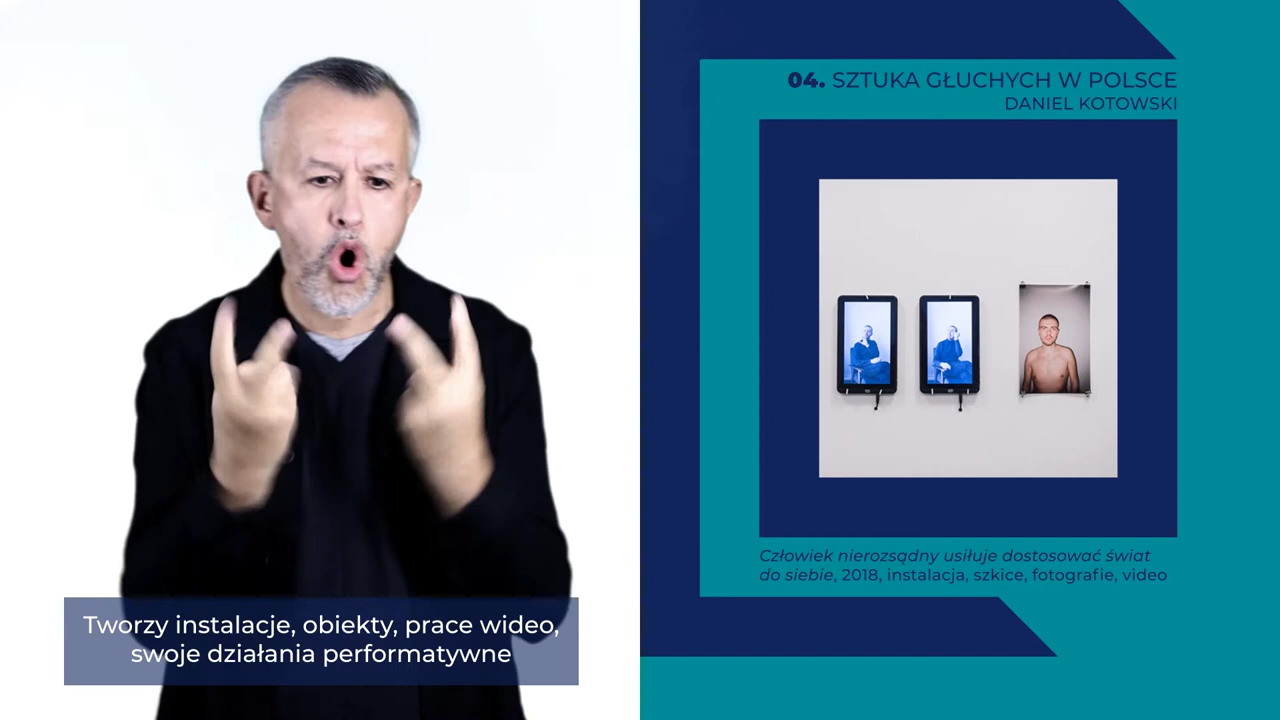 04. SZTUKA GŁUCHYCH W POLSCE
DANIEL KOTOWSKI
Człowiek nierozsądny usiłuje dostosować świat
do siebie, 2018, instalacja, szkice, fotografie, video
Tworzy instalacje, obiekty, prace wideo,
swoje działania performatywne